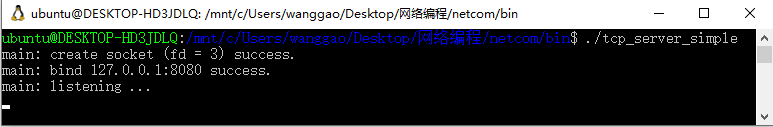 ubuntu@DESKTOP-HD3JDLQ: /mnt/c/Users/wanggao/Desktop/网络编程/netcom/bin
ubuntu@DESKTOP-HD3JDLQ:/mnt/c/Users/wanggao/Desktop/网络编程/netcom/bin$ ./tcp_server_simple
main: create socket (fd = 3) success.
main: bind 127.0.0.1:8080 success.
main: listening ...